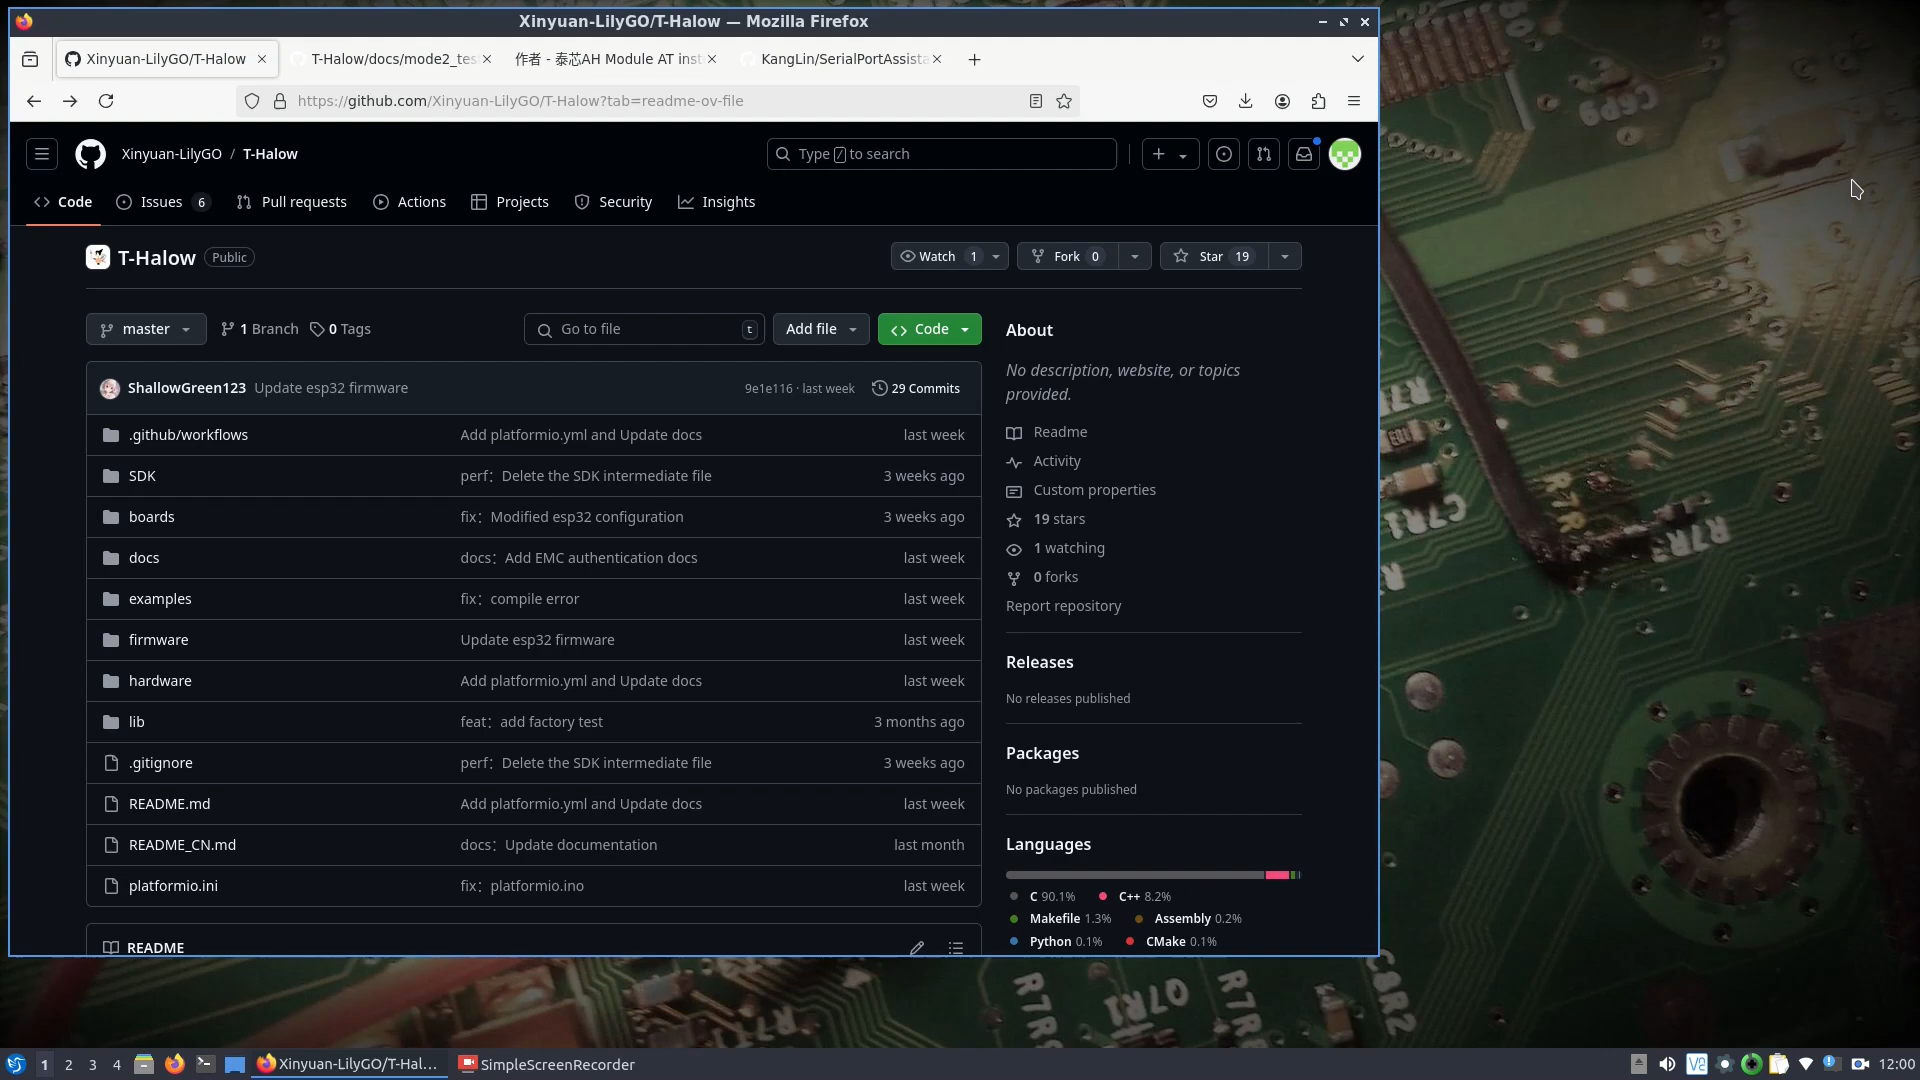 Xinyuan-LilyGO/T-Halow — Mozilla Firefox
Xinyuan-LilyGO/T-Halow
T-Halow/docs/mode2_tes
作者 - 泰芯AH Module AT inst
KangLin/SerialPortAssista
https://github.com/Xinyuan-LilyGO/T-Halow?tab=readme-ov-file
Xinyuan-LilyGO / T-Halow
Type / to search
Code
Issues 6
Pull requests
Actions
Projects
Security
Insights
T-Halow Public
Watch 1
Fork 0
Star 19
master
1 Branch
0 Tags
Go to file t
Add file
Code
ShallowGreen123 Update esp32 firmware 9e1e116 · last week 29 Commits
.github/workflows Add platformio.yml and Update docs last week
SDK perf：Delete the SDK intermediate file 3 weeks ago
boards fix：Modified esp32 configuration 3 weeks ago
docs docs：Add EMC authentication docs last week
examples fix：compile error last week
firmware Update esp32 firmware last week
hardware Add platformio.yml and Update docs last week
lib feat：add factory test 3 months ago
.gitignore perf：Delete the SDK intermediate file 3 weeks ago
README.md Add platformio.yml and Update docs last week
README_CN.md docs：Update documentation last month
platformio.ini fix：platformio.ino last week
README
About
No description, website, or topics
provided.
Readme
Activity
Custom properties
19 stars
1 watching
0 forks
Report repository
Releases
No releases published
Packages
No packages published
Languages
C 90.1%
C++ 8.2%
Makefile 1.3%
Assembly 0.2%
Python 0.1%
CMake 0.1%
R7R
Q7R1
R7R
C8R2
1 2 3 4
Xinyuan-LilyGO/T-Hal...
SimpleScreenRecorder
12:00